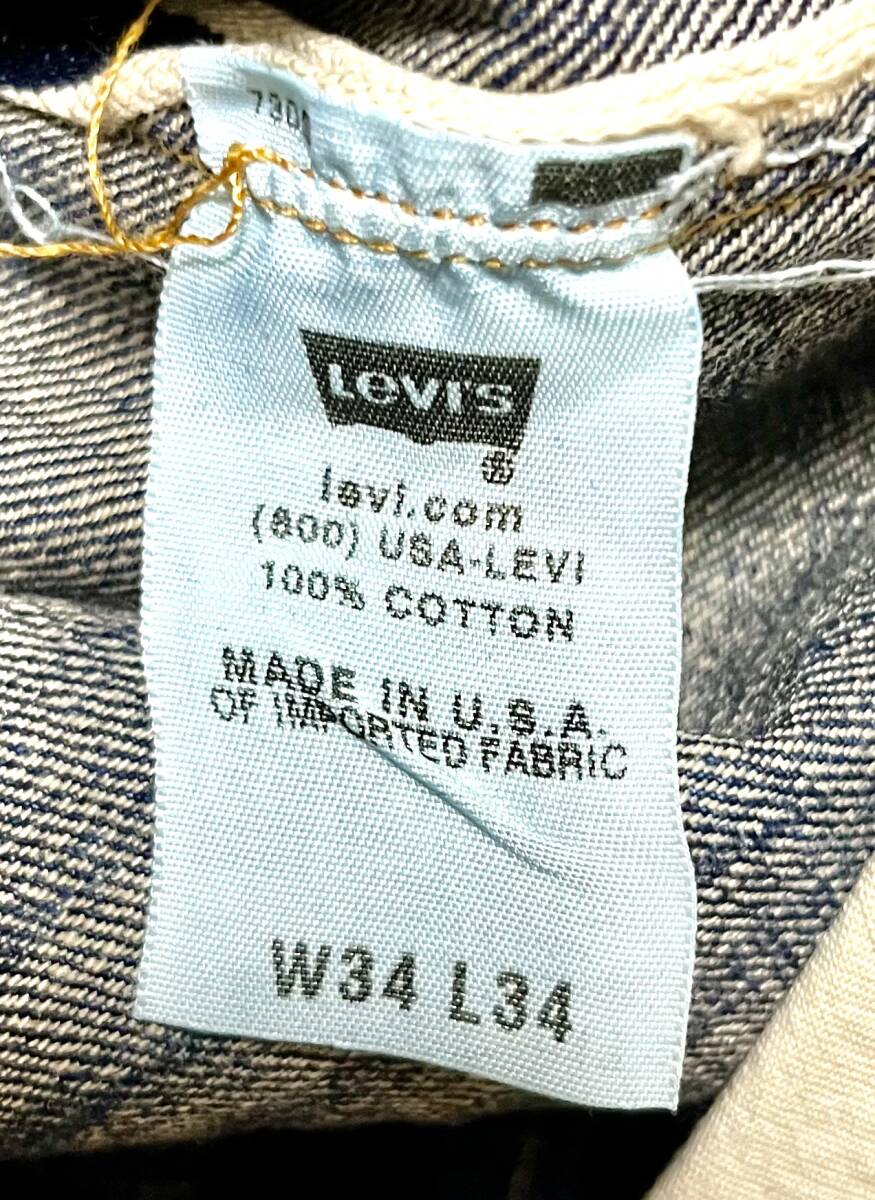 LEVI'S
®
levi.com
(800) USA-LEVI
100% COTTON
MADE IN U.S.A.
OF IMPORTED FABRIC
W34 L34